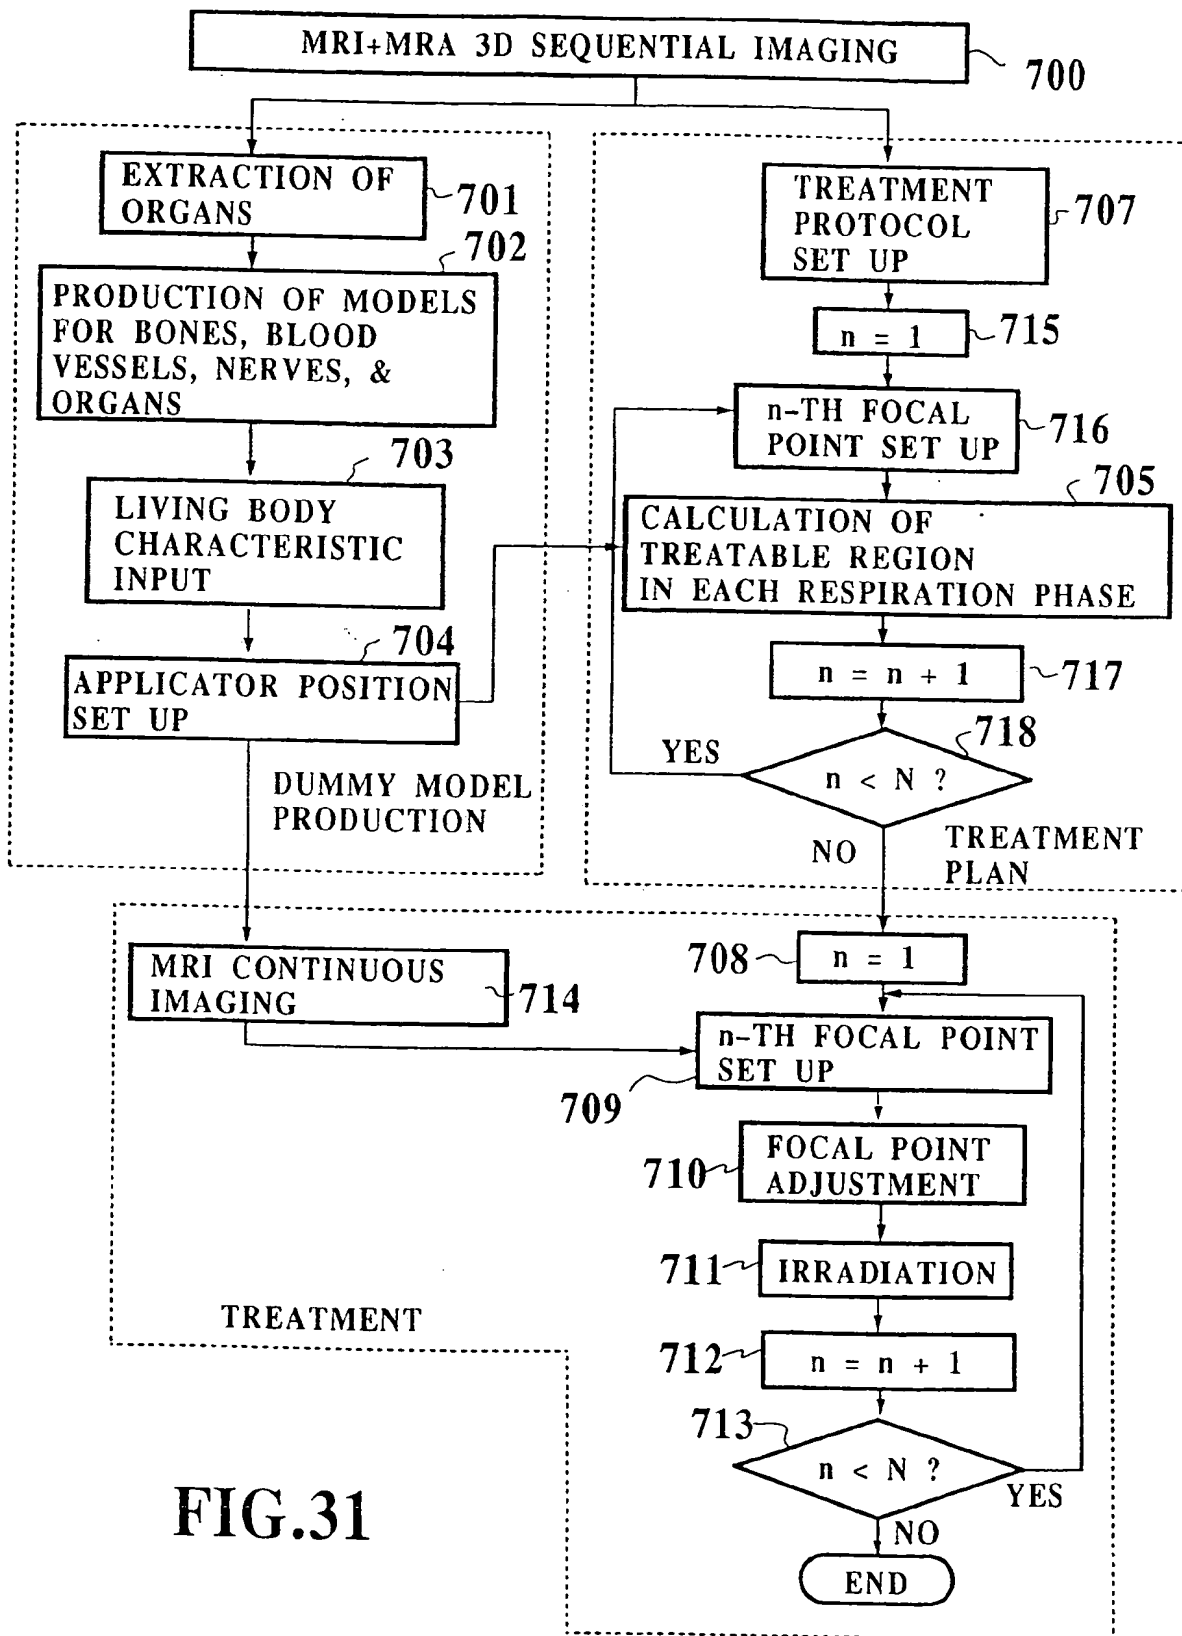 MRI+MRA 3D SEQUENTIAL IMAGING
700
EXTRACTION OF
ORGANS
701
702
PRODUCTION OF MODELS
FOR BONES, BLOOD
VESSELS, NERVES, &
ORGANS
703
LIVING BODY
CHARACTERISTIC
INPUT
704
APPLICATOR POSITION
SET UP
DUMMY MODEL
PRODUCTION
TREATMENT
PROTOCOL
SET UP
707
n = 1
715
n-TH FOCAL
POINT SET UP
716
705
CALCULATION OF
TREATABLE REGION
IN EACH RESPIRATION PHASE
n = n + 1
717
718
YES
n < N ?
NO
TREATMENT
PLAN
MRI CONTINUOUS
IMAGING
714
708
n = 1
n-TH FOCAL POINT
SET UP
709
FOCAL POINT
ADJUSTMENT
710
711
IRRADIATION
TREATMENT
712
n = n + 1
713
n < N ?
YES
NO
END
FIG.31